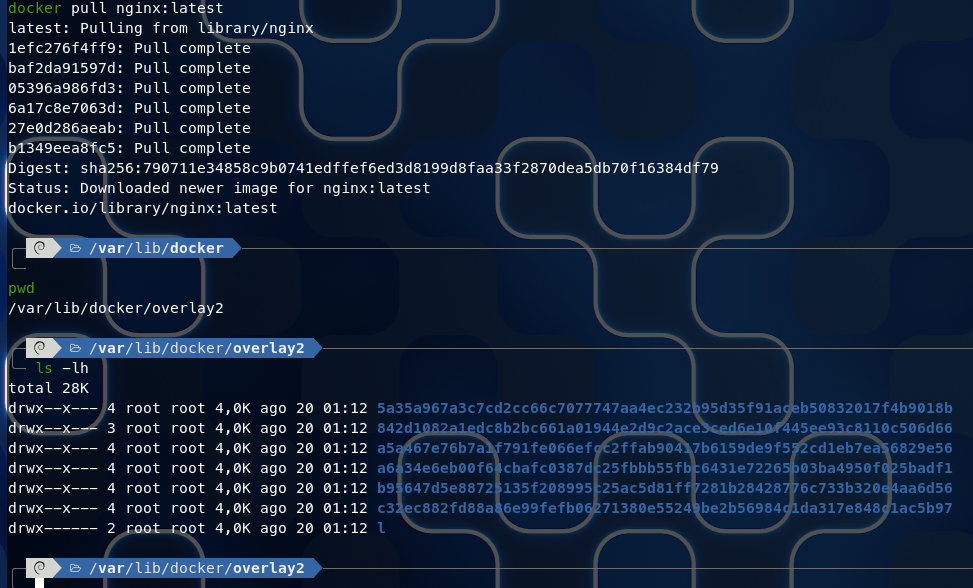 docker pull nginx:latest
latest: Pulling from library/nginx
1efc276f4ff9: Pull complete
baf2da91597d: Pull complete
05396a986fd3: Pull complete
6a17c8e7063d: Pull complete
27e0d286aeab: Pull complete
b1349eea8fc5: Pull complete
Digest: sha256:790711e34858c9b0741edffef6ed3d8199d8faa33f2870dea5db70f16384df79
Status: Downloaded newer image for nginx:latest
docker.io/library/nginx:latest
/var/lib/docker
pwd
/var/lib/docker/overlay2
/var/lib/docker/overlay2
ls -lh
total 28K
drwx--x--- 4 root root 4,0K ago 20 01:12 5a35a967a3c7cd2cc66c7077747aa4ec232b95d35f91aceb50832017f4b9018b
drwx--x--- 3 root root 4,0K ago 20 01:12 842d1082a1edc8b2bc661a01944e2d9c2ace3ced6e10f445ee93c8110c506d66
drwx--x--- 4 root root 4,0K ago 20 01:12 a5a467e76b7a1f791fe066efcc2ffab90417b6159de9f552cd1eb7ea56829e56
drwx--x--- 4 root root 4,0K ago 20 01:12 a6a34e6eb00f64cbafc0387dc25fbbb55fbc6431e72265b03ba4950f025badf1
drwx--x--- 4 root root 4,0K ago 20 01:12 b95647d5e88725135f208995c25ac5d81ff7281b28428776c733b320e4aa6d56
drwx--x--- 4 root root 4,0K ago 20 01:12 c32ec882fd88a86e99fefb06271380e55249be2b56984c1da317e848c1ac5b97
drwx------ 2 root root 4,0K ago 20 01:12 l
/var/lib/docker/overlay2